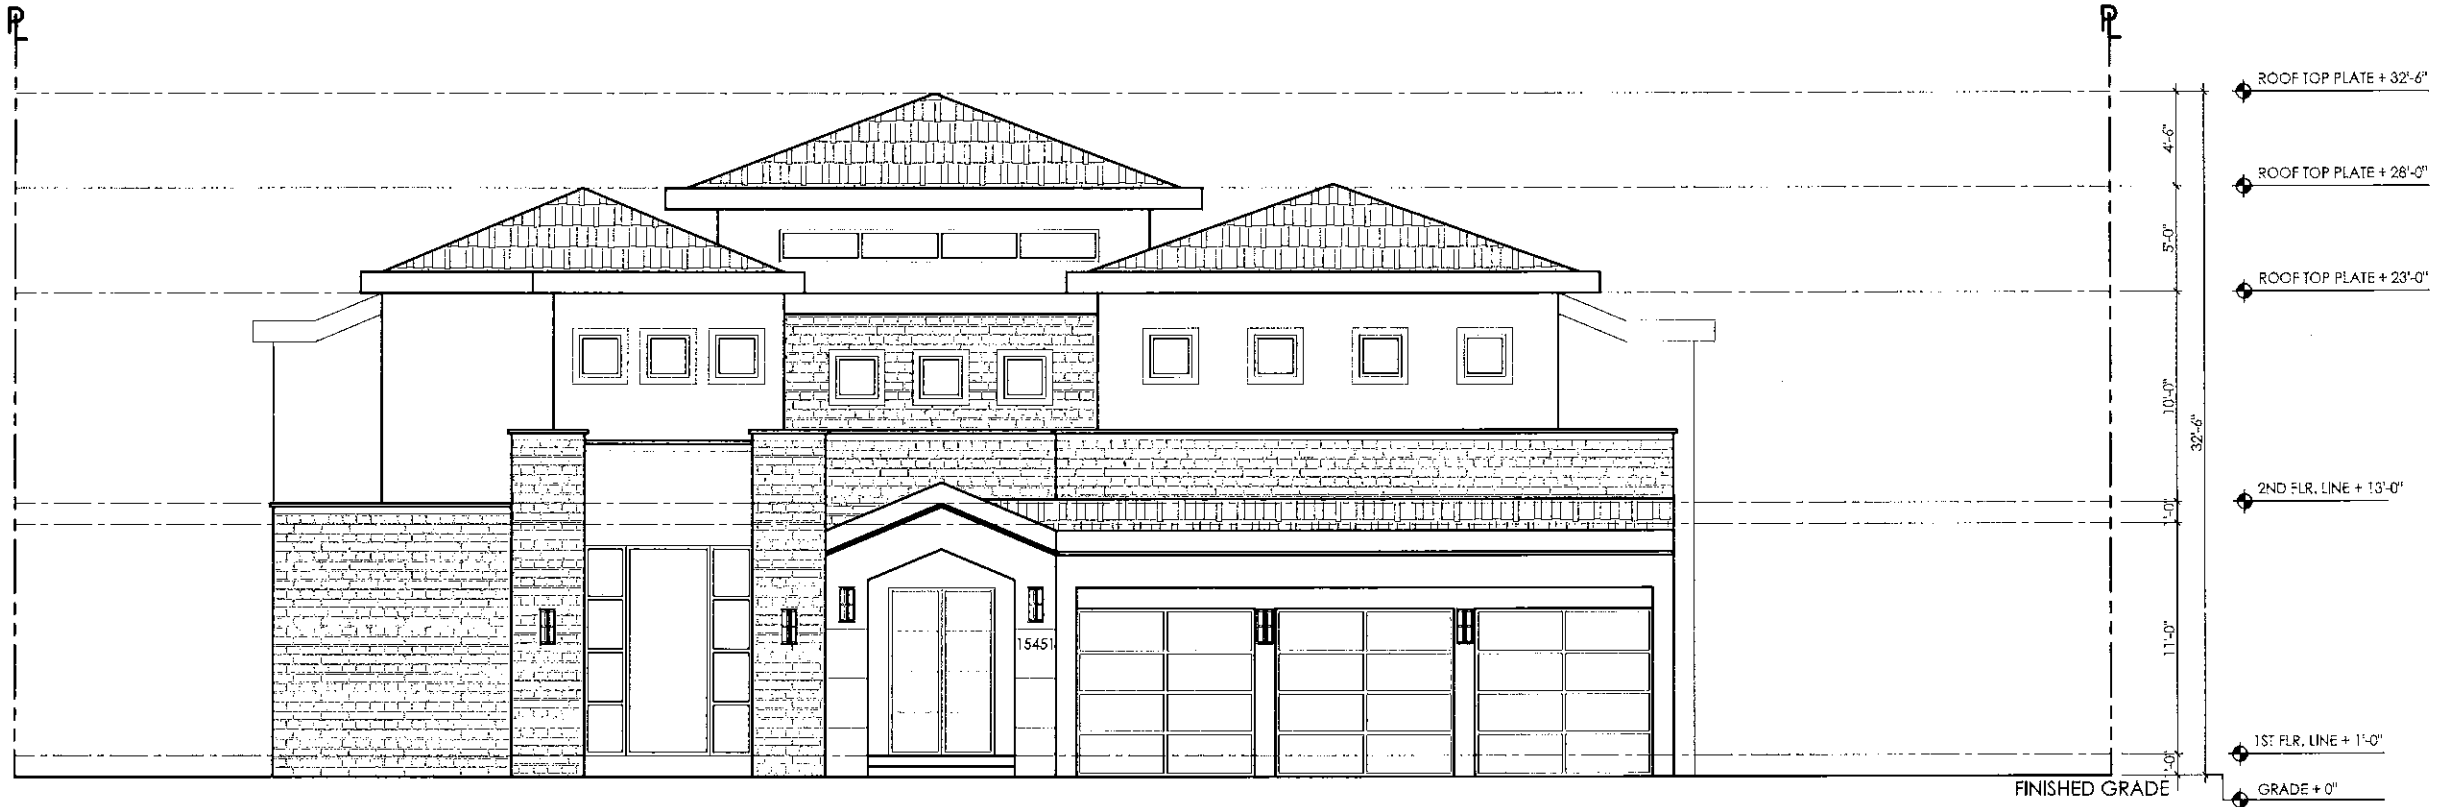 PL
PL
ROOF TOP PLATE + 32'-6"
4'-6"
ROOF TOP PLATE + 28'-0"
5'-0"
ROOF TOP PLATE + 23'-0"
10'-0"
32'-6"
2ND FLR. LINE + 13'-0"
1'-0"
15451
11'-0"
1ST FLR. LINE + 1'-0"
1'-0"
FINISHED GRADE
GRADE + 0"